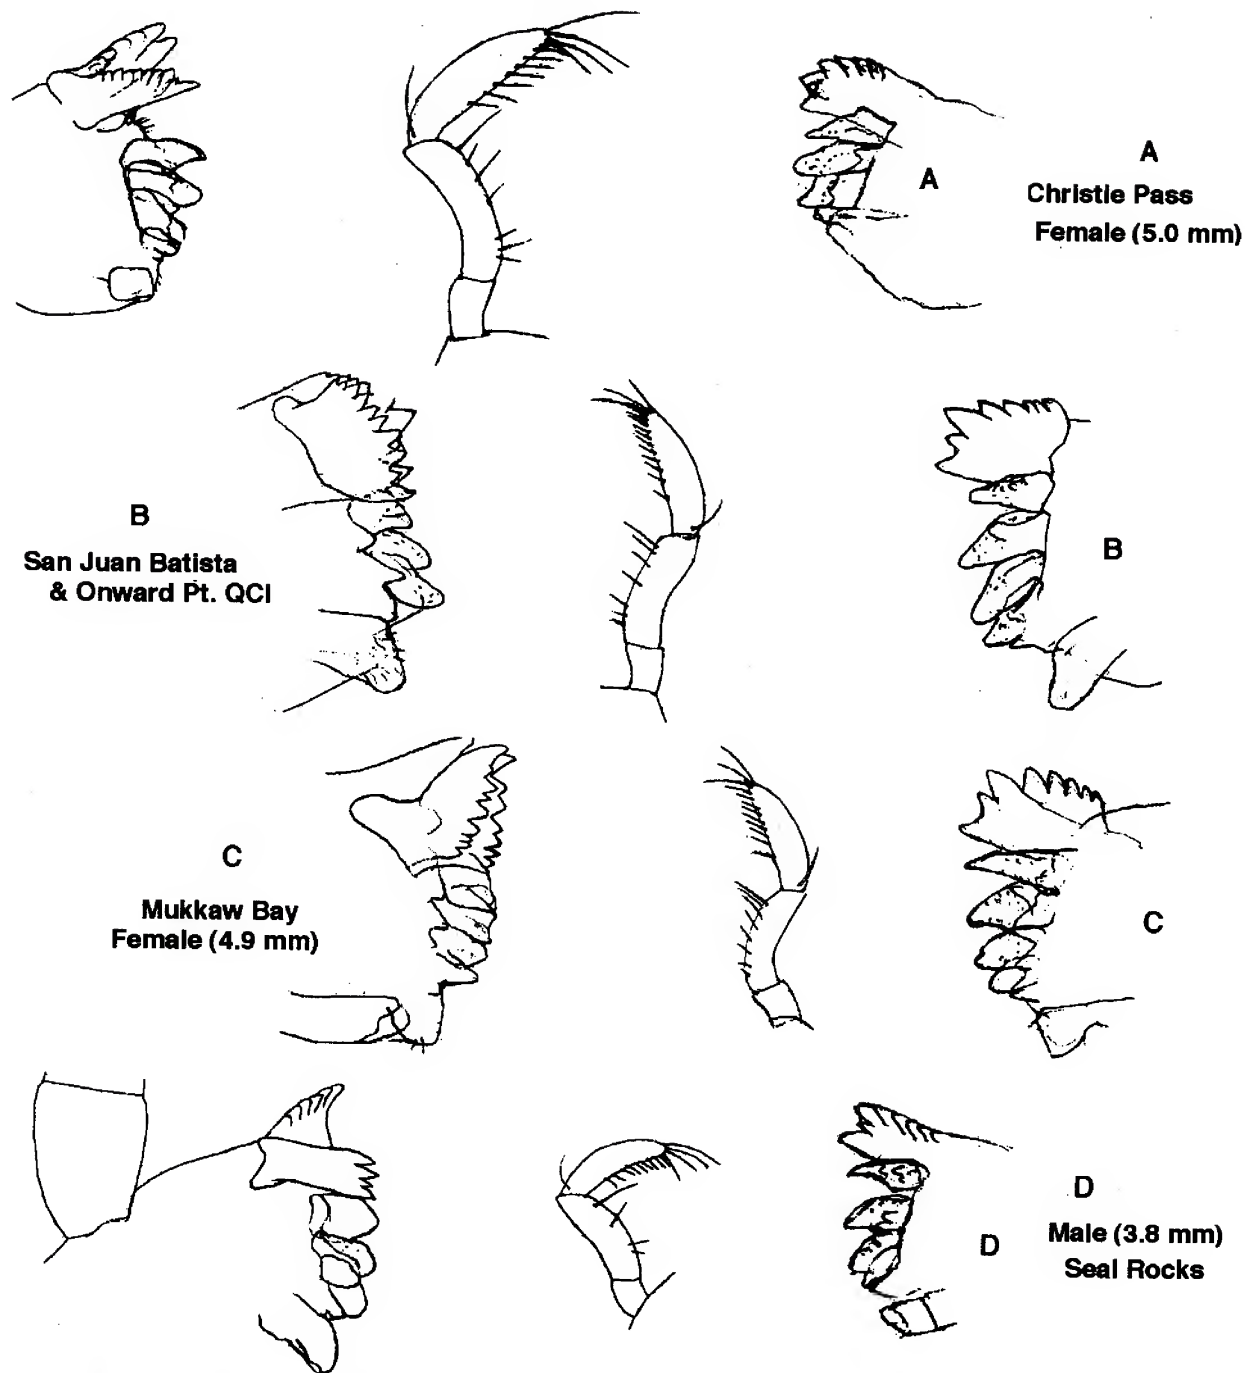 A
A
Christie Pass
Female (5.0 mm)
B
San Juan Batista
& Onward Pt. QCI
B
C
Mukkaw Bay
Female (4.9 mm)
C
D
D
Male (3.8 mm)
Seal Rocks